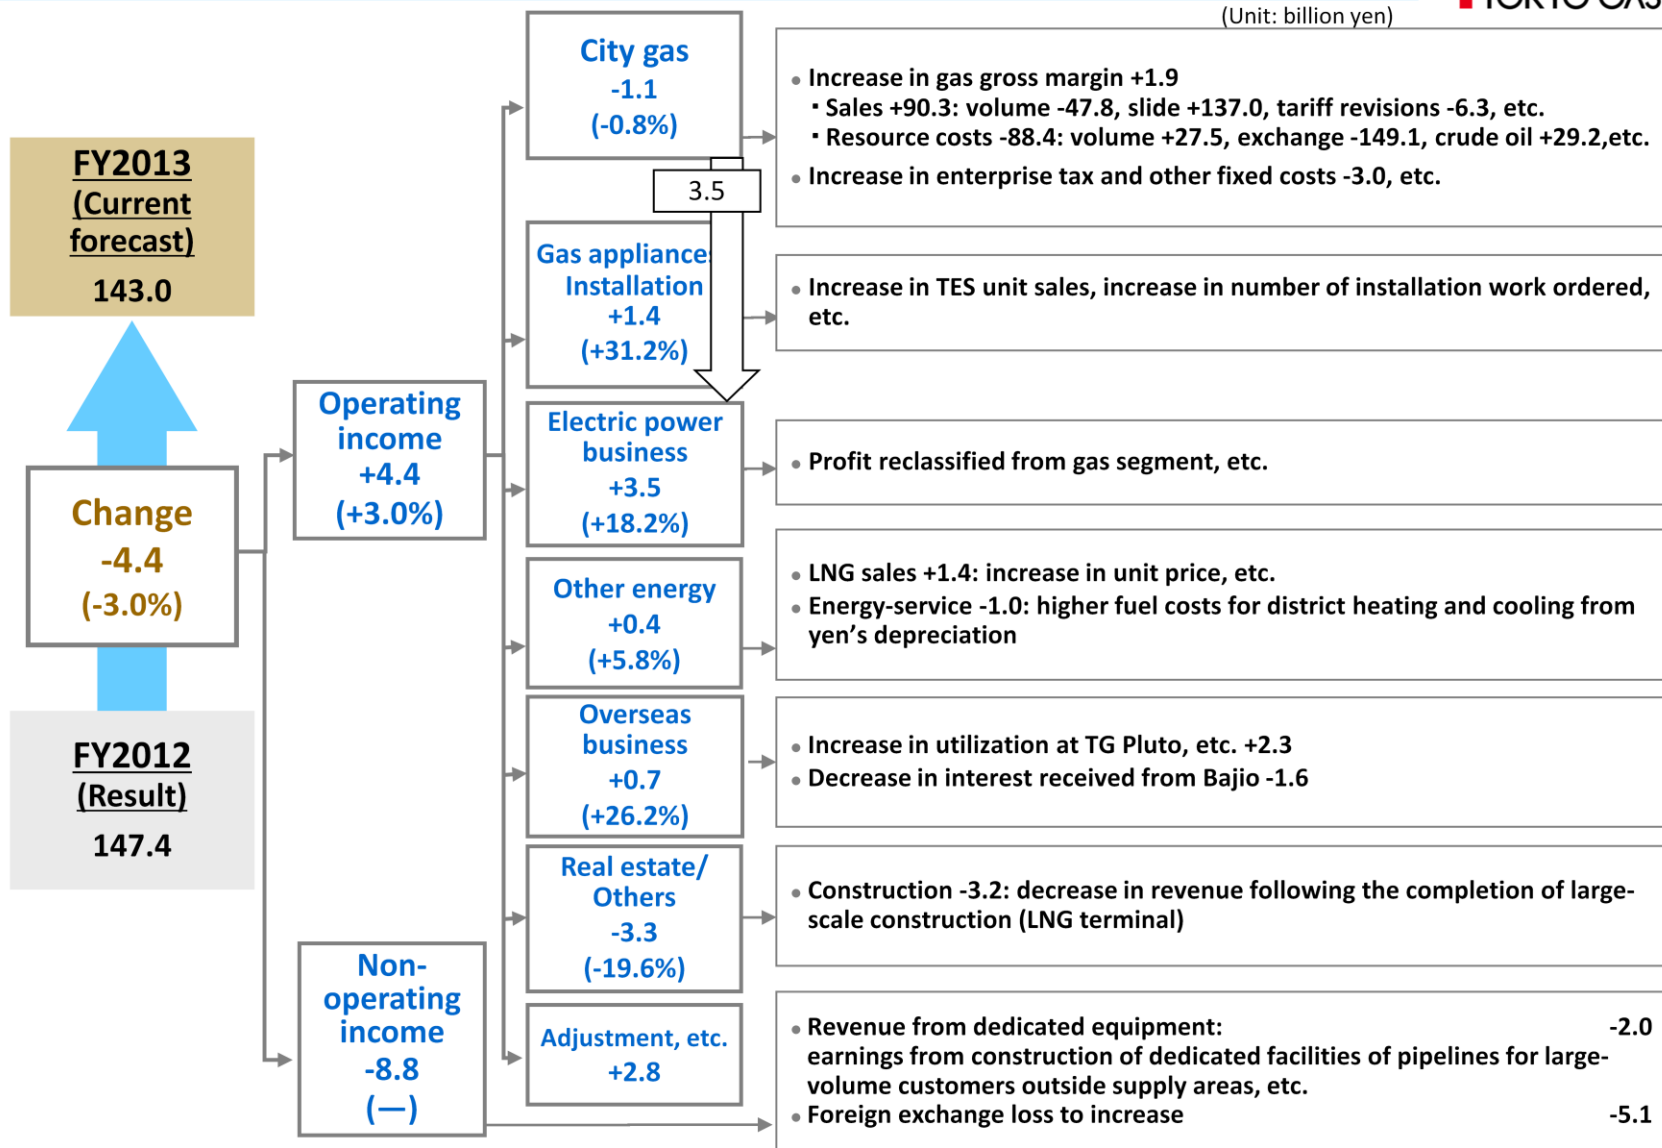 (Unit: billion yen)
TOKYO GAS
FY2013
(Current
forecast)
143.0
Change
-4.4
(-3.0%)
FY2012
(Result)
147.4
Operating
income
+4.4
(+3.0%)
Non-
operating
income
-8.8
(—)
City gas
-1.1
(-0.8%)
3.5
Gas appliance
Installation
+1.4
(+31.2%)
Electric power
business
+3.5
(+18.2%)
Other energy
+0.4
(+5.8%)
Overseas
business
+0.7
(+26.2%)
Real estate/
Others
-3.3
(-19.6%)
Adjustment, etc.
+2.8
• Increase in gas gross margin +1.9
・Sales +90.3: volume -47.8, slide +137.0, tariff revisions -6.3, etc.
・Resource costs -88.4: volume +27.5, exchange -149.1, crude oil +29.2,etc.
• Increase in enterprise tax and other fixed costs -3.0, etc.
• Increase in TES unit sales, increase in number of installation work ordered,
etc.
• Profit reclassified from gas segment, etc.
• LNG sales +1.4: increase in unit price, etc.
• Energy-service -1.0: higher fuel costs for district heating and cooling from
yen’s depreciation
• Increase in utilization at TG Pluto, etc. +2.3
• Decrease in interest received from Bajio -1.6
• Construction -3.2: decrease in revenue following the completion of large-
scale construction (LNG terminal)
• Revenue from dedicated equipment: -2.0
earnings from construction of dedicated facilities of pipelines for large-
volume customers outside supply areas, etc.
• Foreign exchange loss to increase -5.1